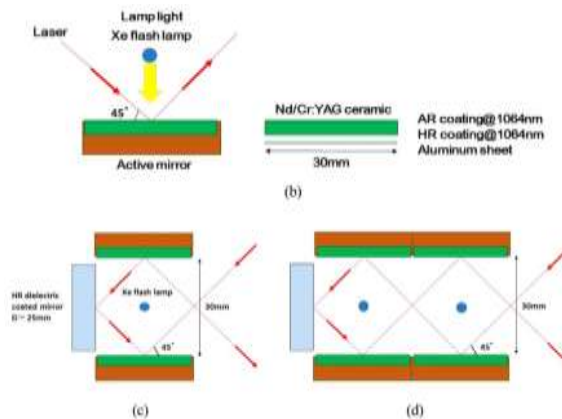 Lamp light
Xe flash lamp
Laser
45°
Active mirror
Nd/Cr:YAG ceramic
AR coating@1064nm
HR coating@1064nm
Aluminum sheet
30mm
(b)
HR dielectric
coated mirror
25mm
Xe flash lamp
30mm
45°
(c)
30mm
45°
(d)